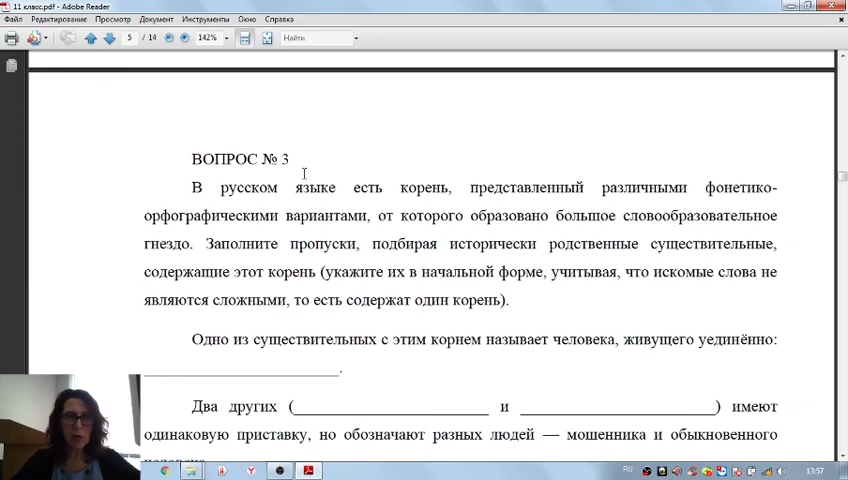 11 класс.pdf - Adobe Reader
Файл Редактирование Просмотр Документ Инструменты Окно Справка
5 / 14 142% Найти
ВОПРОС № 3
В русском языке есть корень, представленный различными фонетико-
орфографическими вариантами, от которого образовано большое словообразовательное
гнездо. Заполните пропуски, подбирая исторически родственные существительные,
содержащие этот корень (укажите их в начальной форме, учитывая, что искомые слова не
являются сложными, то есть содержат один корень).
Одно из существительных с этим корнем называет человека, живущего уединённо:
.
Два других ( и ) имеют
одинаковую приставку, но обозначают разных людей — мошенника и обыкновенного
RU 13:57